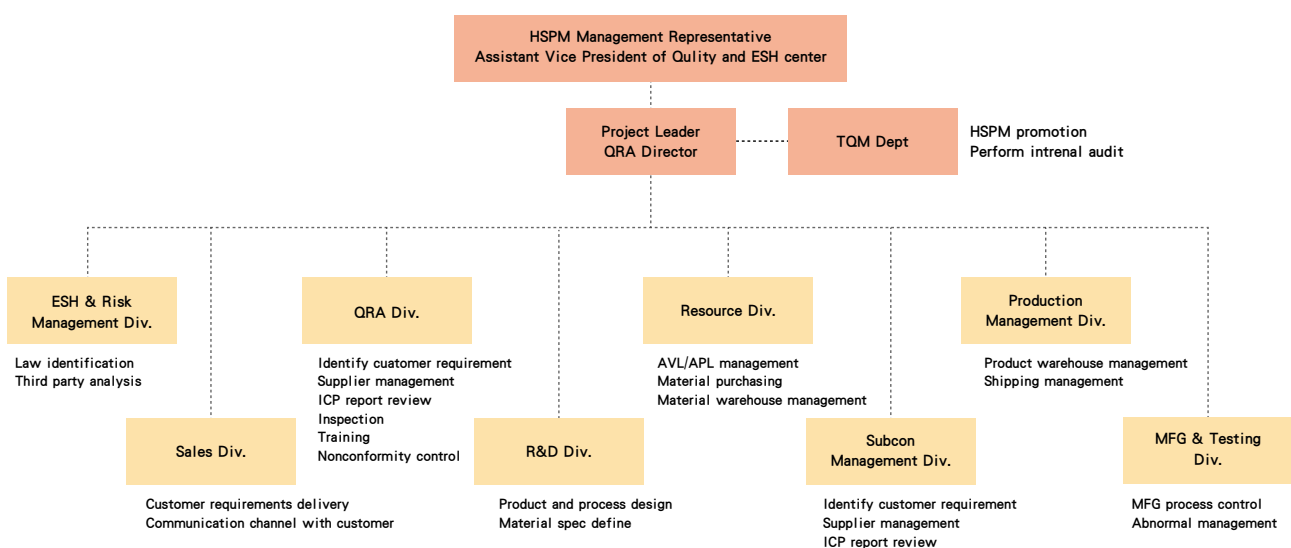 HSPM Management Representative
Assistant Vice President of Qulity and ESH center
Project Leader
QRA Director
TQM Dept
HSPM promotion
Perform intrenal audit
ESH & Risk
Management Div.
Law identification
Third party analysis
Sales Div.
Customer requirements delivery
Communication channel with customer
QRA Div.
Identify cuatomer requirement
Supplier management
ICP report review
Inspection
Training
Nonconformity control
R&D Div.
Product and process design
Material spec define
Resource Div.
AVL/APL management
Material purchasing
Material warehouse management
Subcon
Management Div.
Identify customer requirement
Supplier management
ICP report review
Production
Management Div.
Product warehouse management
Shipping management
MFG & Testing
Div.
MFG process control
Abnormal management